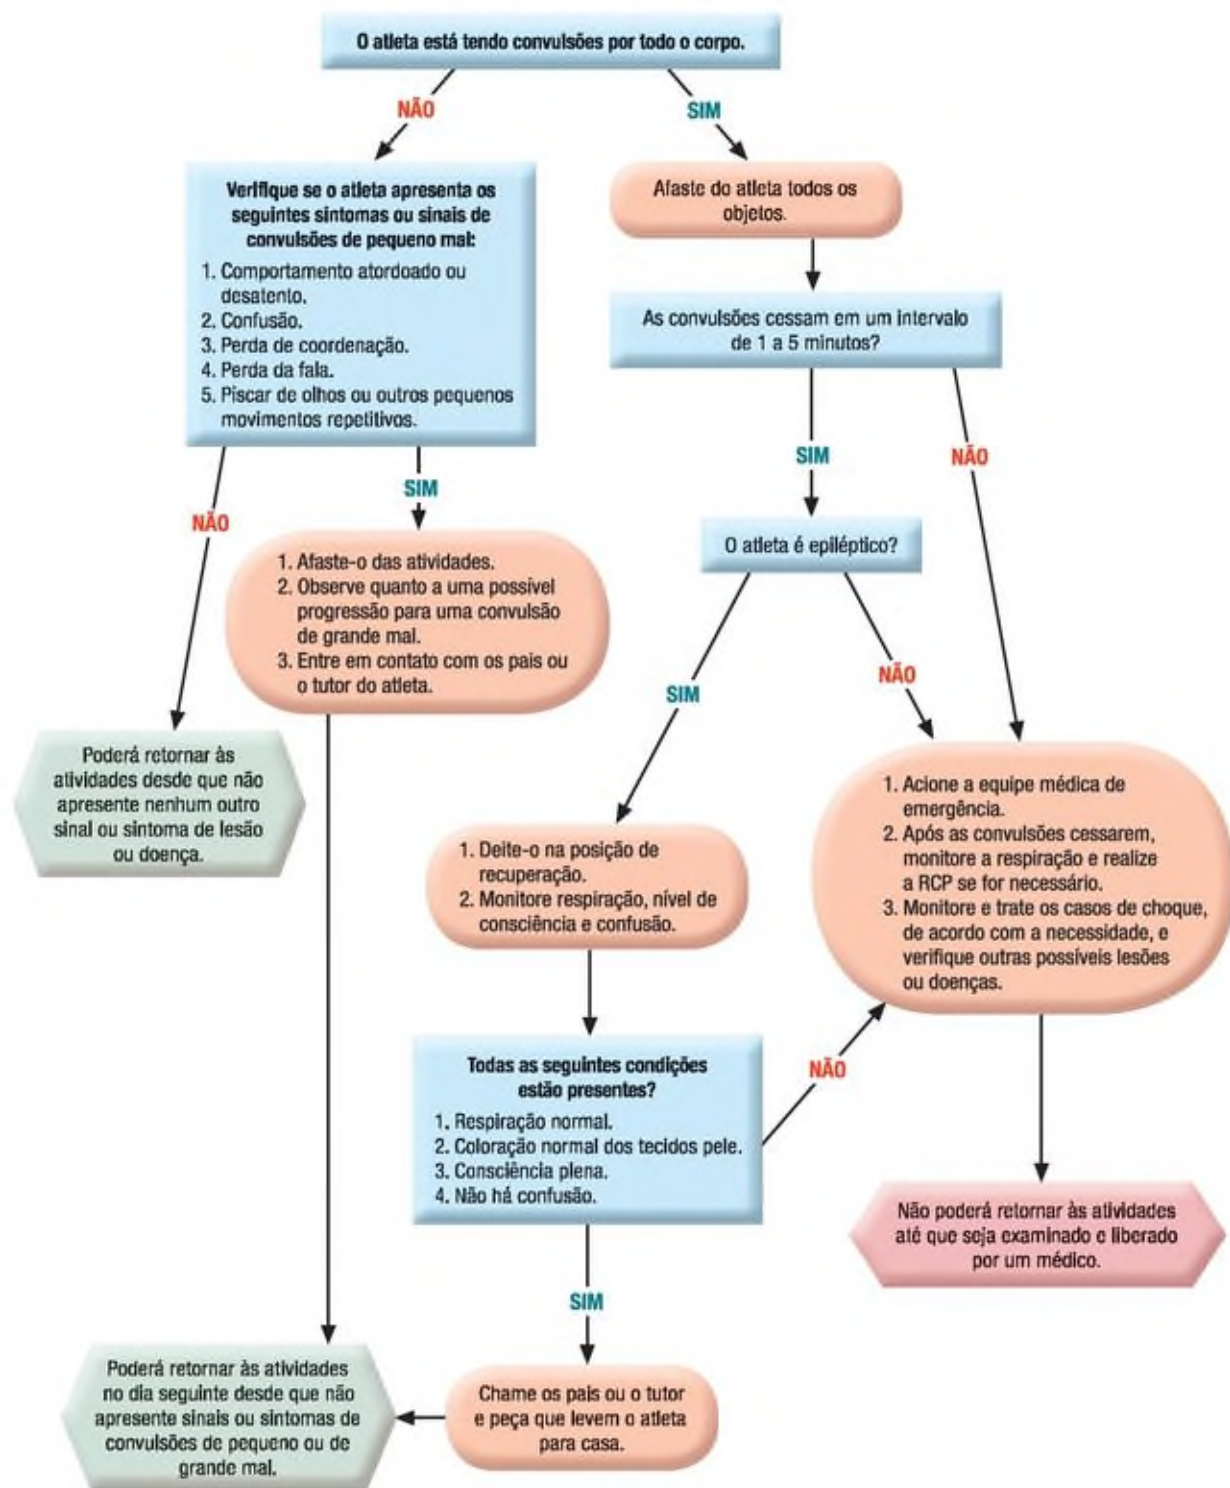 O atleta está tendo convulsões por todo o corpo.
NÃO
SIM
Verifique se o atleta apresenta os
seguintes sintomas ou sinais de
convulsões de pequeno mal:
1. Comportamento atordoado ou
desatento.
2. Confusão.
3. Perda de coordenação.
4. Perda da fala.
5. Piscar de olhos ou outros pequenos
movimentos repetitivos.
Afaste do atleta todos os
objetos.
As convulsões cessam em um intervalo
de 1 a 5 minutos?
NÃO
SIM
SIM
NÃO
1. Afaste-o das atividades.
2. Observe quanto a uma possível
progressão para uma convulsão
de grande mal.
3. Entre em contato com os pais ou
o tutor do atleta.
O atleta é epiléptico?
SIM
NÃO
Poderá retornar às
atividades desde que não
apresente nenhum outro
sinal ou sintoma de lesão
ou doença.
1. Deite-o na posição de
recuperação.
2. Monitore respiração, nível de
consciência e confusão.
1. Acione a equipe médica de
emergência.
2. Após as convulsões cessarem,
monitore a respiração e realize
a RCP se for necessário.
3. Monitore e trate os casos de choque,
de acordo com a necessidade, e
verifique outras possíveis lesões
ou doenças.
Todas as seguintes condições
estão presentes?
1. Respiração normal.
2. Coloração normal dos tecidos pele.
3. Consciência plena.
4. Não há confusão.
NÃO
SIM
Não poderá retornar às atividades
até que seja examinado e liberado
por um médico.
Poderá retornar às atividades
no dia seguinte desde que não
apresente sinais ou sintomas de
convulsões de pequeno ou de
grande mal.
Chame os pais ou o tutor
e peça que levem o atleta
para casa.